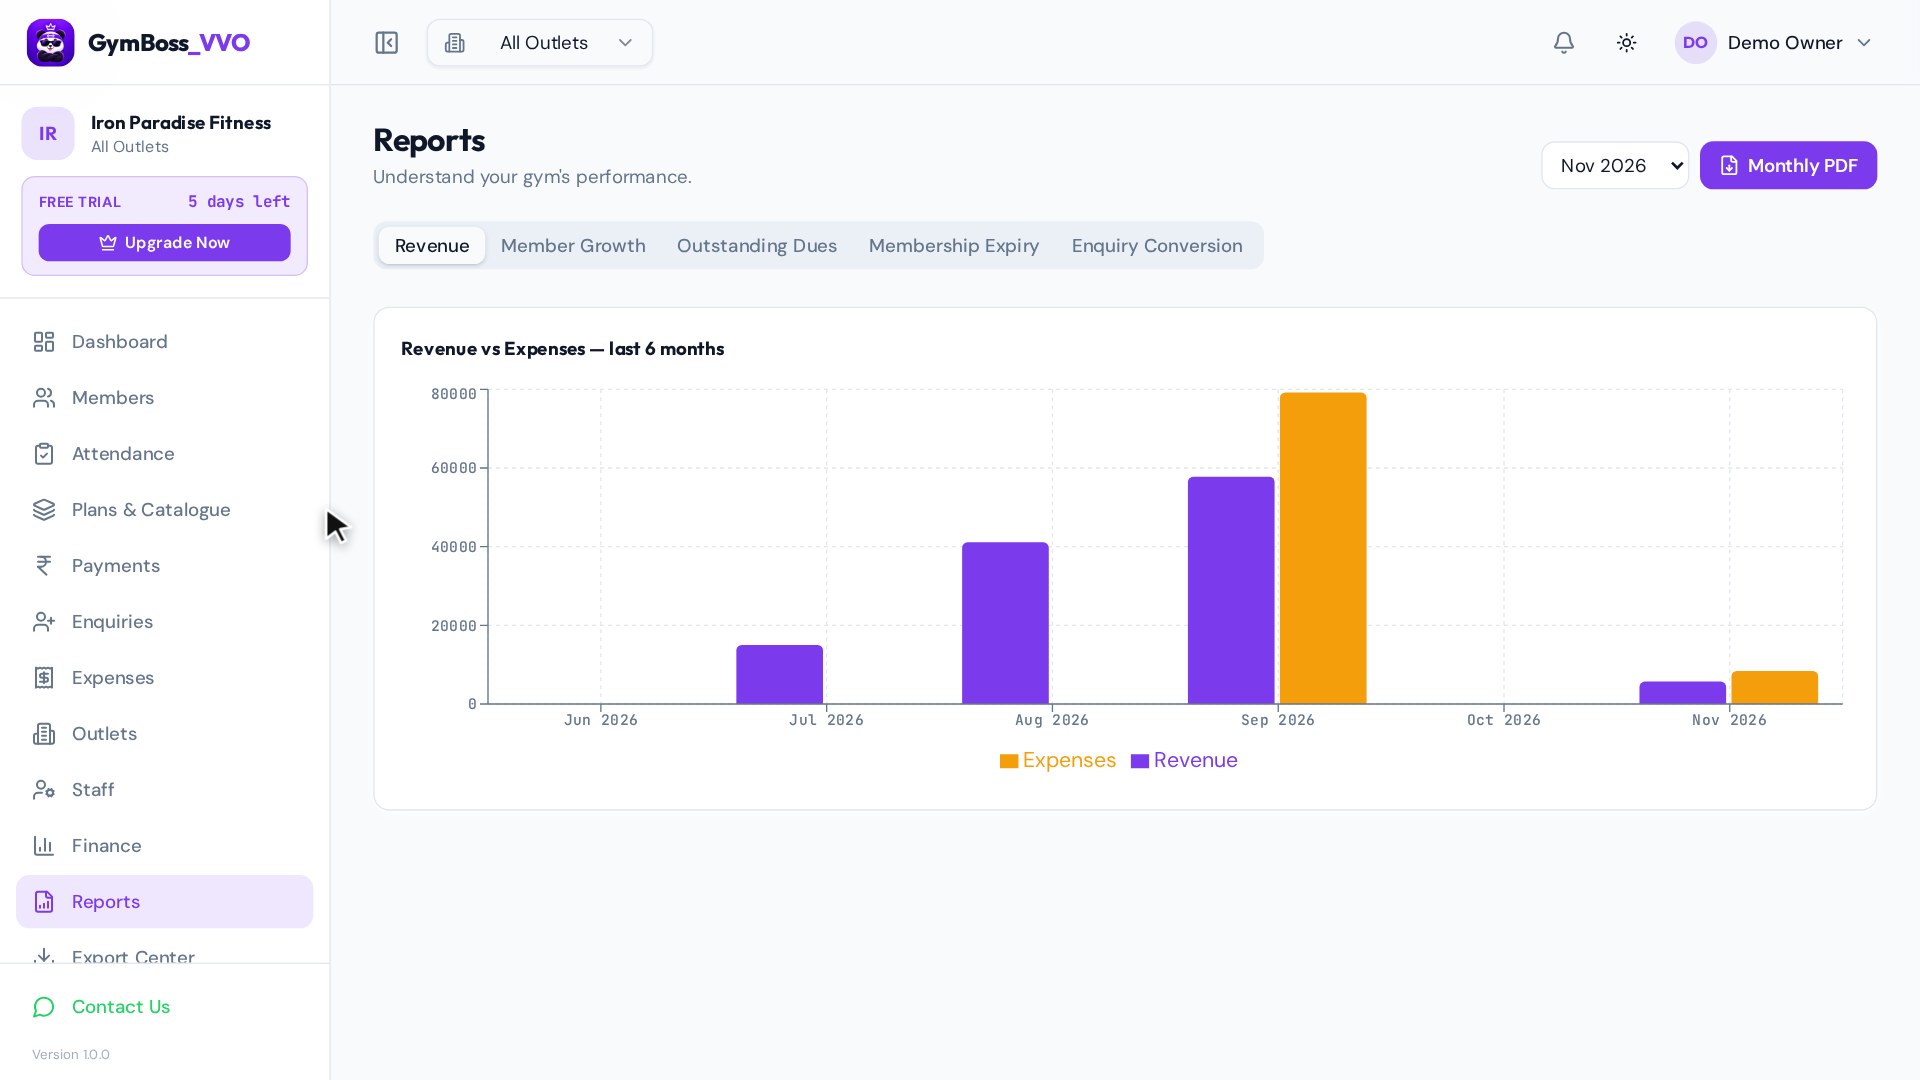 GymBoss_VVO
All Outlets
DO Demo Owner
IR
Iron Paradise Fitness
All Outlets
FREE TRIAL 5 days left
Upgrade Now
Dashboard
Members
Attendance
Plans & Catalogue
Payments
Enquiries
Expenses
Outlets
Staff
Finance
Reports
Export Center
Contact Us
Version 1.0.0
Reports
Understand your gym's performance.
Nov 2026
Monthly PDF
Revenue Member Growth Outstanding Dues Membership Expiry Enquiry Conversion
Revenue vs Expenses — last 6 months
80000
60000
40000
20000
0
Jun 2026 Jul 2026 Aug 2026 Sep 2026 Oct 2026 Nov 2026
Expenses Revenue